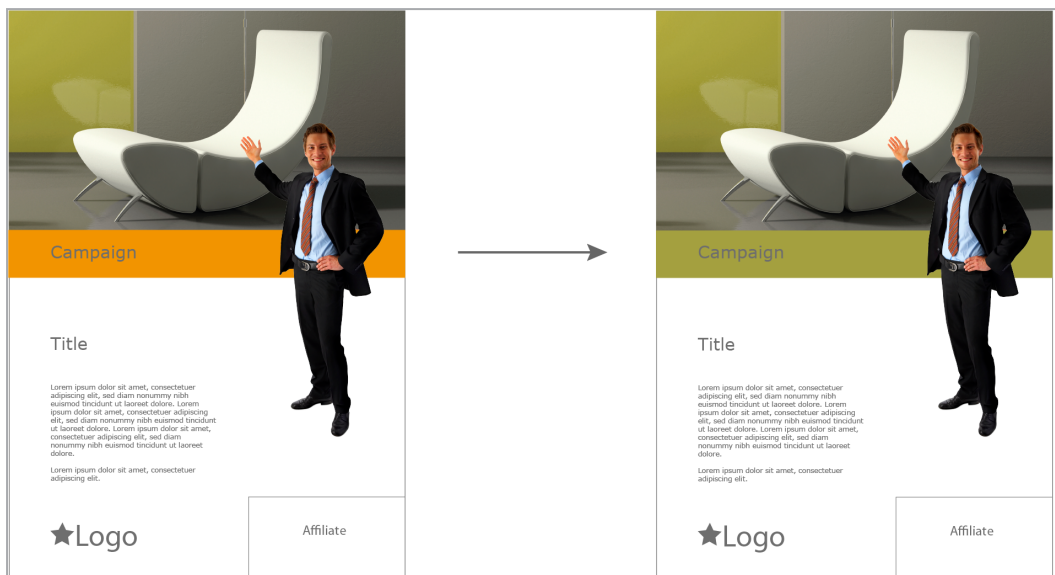 Campaign
Title
Lorem ipsum dolor sit amet, consectetuer
adipiscing elit, sed diam nonummy nibh
euismod tincidunt ut laoreet dolore. Lorem
ipsum dolor sit amet, consectetuer adipiscing
elit, sed diam nonummy nibh euismod tincidunt
ut laoreet dolore. Lorem ipsum dolor sit amet,
consectetuer adipiscing elit, sed diam
nonummy nibh euismod tincidunt ut laoreet
dolore.
Lorem ipsum dolor sit amet, consectetuer
adipiscing elit.
Logo
Affiliate
Campaign
Title
Lorem ipsum dolor sit amet, consectetuer
adipiscing elit, sed diam nonummy nibh
euismod tincidunt ut laoreet dolore. Lorem
ipsum dolor sit amet, consectetuer adipiscing
elit, sed diam nonummy nibh euismod tincidunt
ut laoreet dolore. Lorem ipsum dolor sit amet,
consectetuer adipiscing elit, sed diam
nonummy nibh euismod tincidunt ut laoreet
dolore.
Lorem ipsum dolor sit amet, consectetuer
adipiscing elit.
Logo
Affiliate